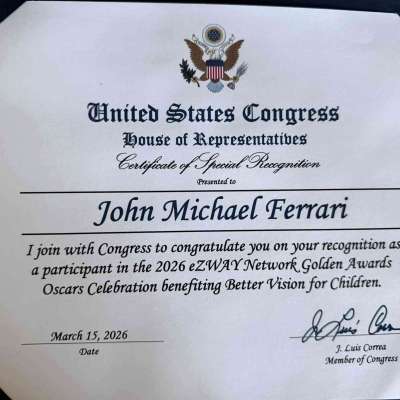 United States Congress
House of Representatives
Certificate of Special Recognition
Presented to
John Michael Ferrari
I join with Congress to congratulate you on your recognition as
a participant in the 2026 eZWAY Network Golden Awards
Oscars Celebration benefiting Better Vision for Children.
March 15, 2026
Date
J. Luis Correa
J. Luis Correa
Member of Congress